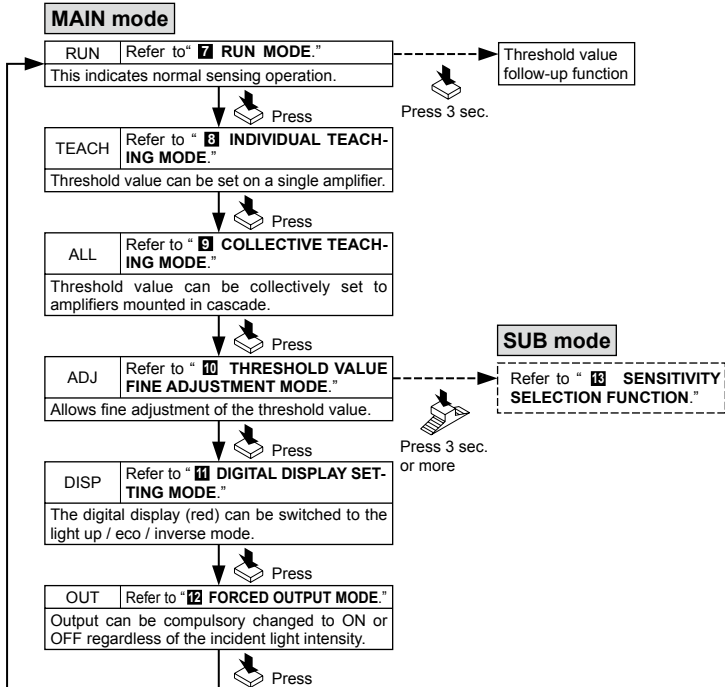 MAIN mode
RUN
Refer to“ 7 RUN MODE.”
This indicates normal sensing operation.
Threshold value
follow-up function
Press 3 sec.
Press
TEACH
Refer to “ 8 INDIVIDUAL TEACH-
ING MODE.”
Threshold value can be set on a single amplifier.
Press
ALL
Refer to “ 9 COLLECTIVE TEACH-
ING MODE.”
Threshold value can be collectively set to
amplifiers mounted in cascade.
Press
ADJ
Refer to “ 10 THRESHOLD VALUE
FINE ADJUSTMENT MODE.”
Allows fine adjustment of the threshold value.
SUB mode
Refer to “ 13 SENSITIVITY
SELECTION FUNCTION.”
Press 3 sec.
or more
Press
DISP
Refer to “ 11 DIGITAL DISPLAY SET-
TING MODE.”
The digital display (red) can be switched to the
light up / eco / inverse mode.
Press
OUT
Refer to “12 FORCED OUTPUT MODE.”
Output can be compulsory changed to ON or
OFF regardless of the incident light intensity.
Press